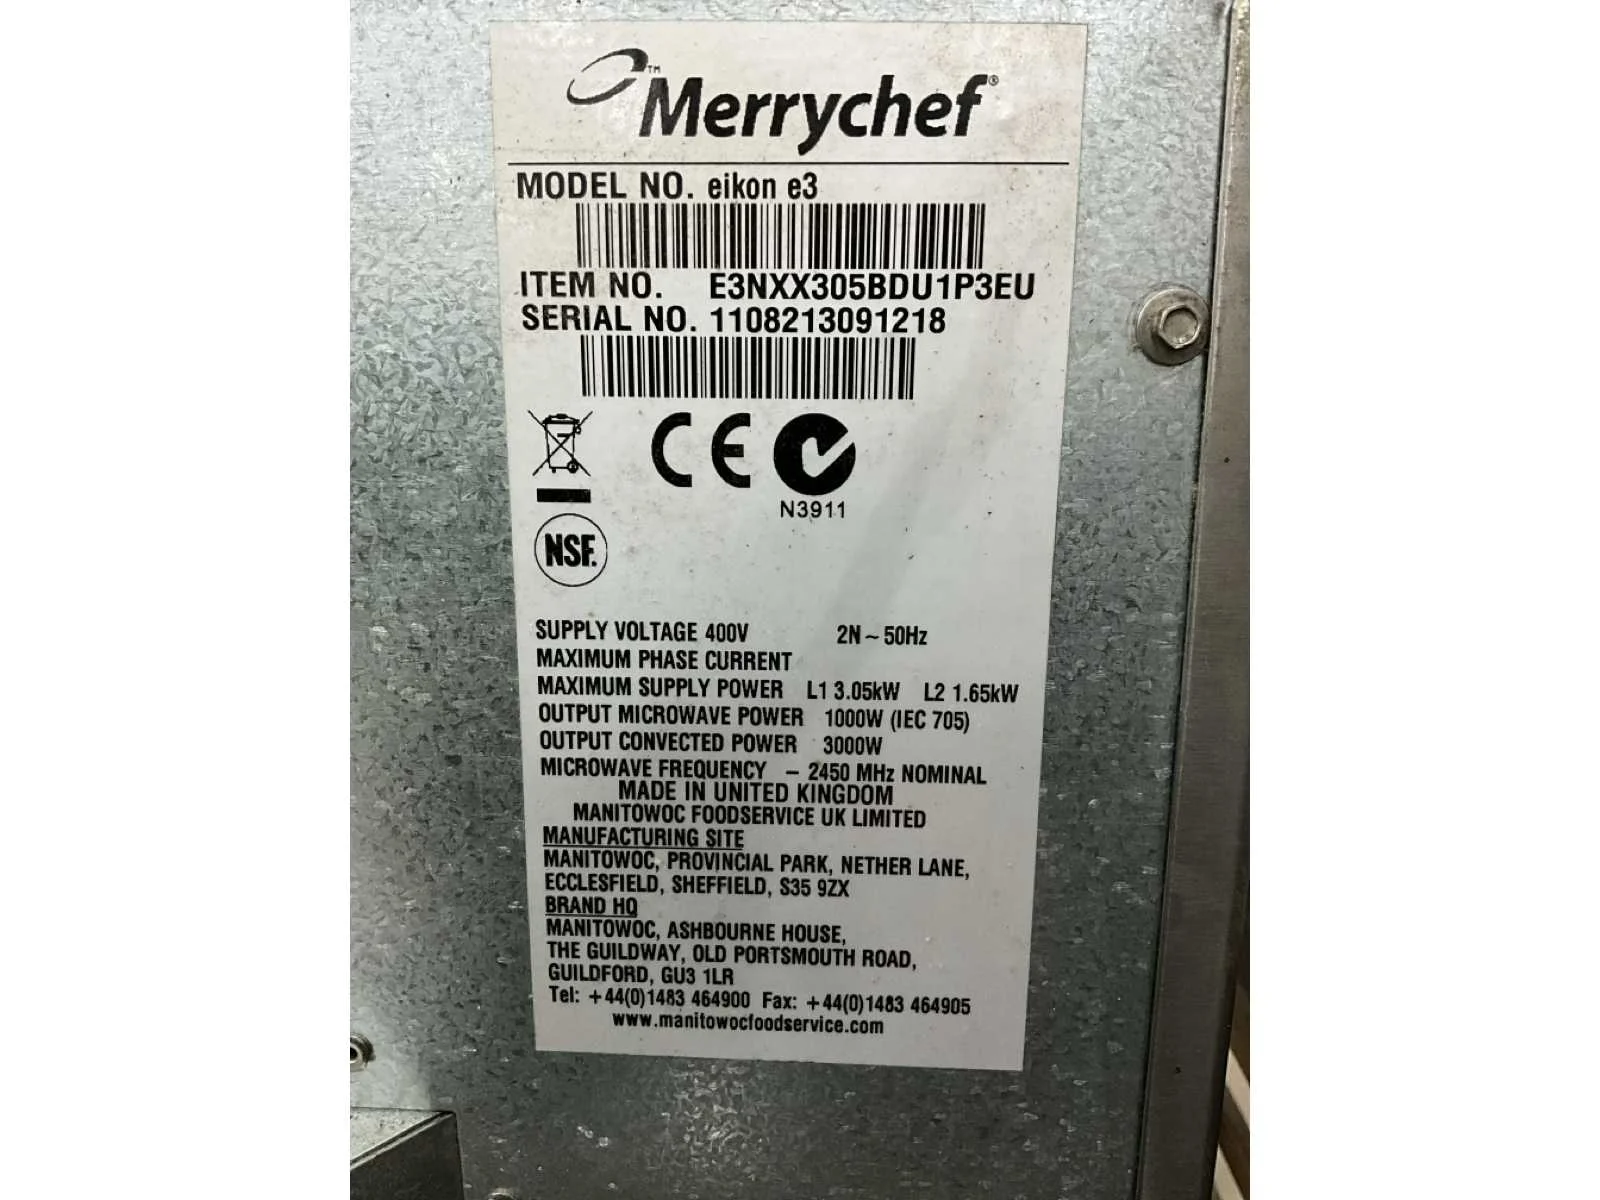 Merrychef®
™
MODEL NO. eikon e3
ITEM NO. E3NXX305BDU1P3EU
SERIAL NO. 1108213091218
CE
N3911
NSF.
SUPPLY VOLTAGE 400V 2N ~ 50Hz
MAXIMUM PHASE CURRENT
MAXIMUM SUPPLY POWER L1 3.05kW L2 1.65kW
OUTPUT MICROWAVE POWER 1000W (IEC 705)
OUTPUT CONVECTED POWER 3000W
MICROWAVE FREQUENCY – 2450 MHz NOMINAL
MADE IN UNITED KINGDOM
MANITOWOC FOODSERVICE UK LIMITED
MANUFACTURING SITE
MANITOWOC, PROVINCIAL PARK, NETHER LANE,
ECCLESFIELD, SHEFFIELD, S35 9ZX
BRAND HQ
MANITOWOC, ASHBOURNE HOUSE,
THE GUILDWAY, OLD PORTSMOUTH ROAD,
GUILDFORD, GU3 1LR
Tel: +44(0)1483 464900 Fax: +44(0)1483 464905
www.manitowocfoodservice.com